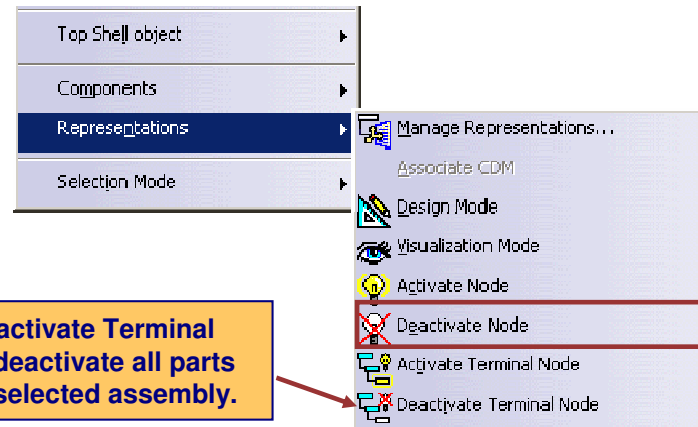 Top Shell object
Components
Representations
Selection Mode
Manage Representations...
Associate CDM
Design Mode
Visualization Mode
Activate Node
Deactivate Node
Activate Terminal Node
Deactivate Terminal Node
activate Terminal
deactivate all parts
selected assembly.